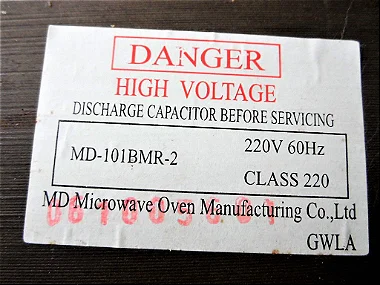 DANGER
HIGH VOLTAGE
DISCHARGE CAPACITOR BEFORE SERVICING
MD-101BMR-2
220V 60Hz
CLASS 220
MD Microwave Oven Manufacturing Co.,Ltd
GWLA